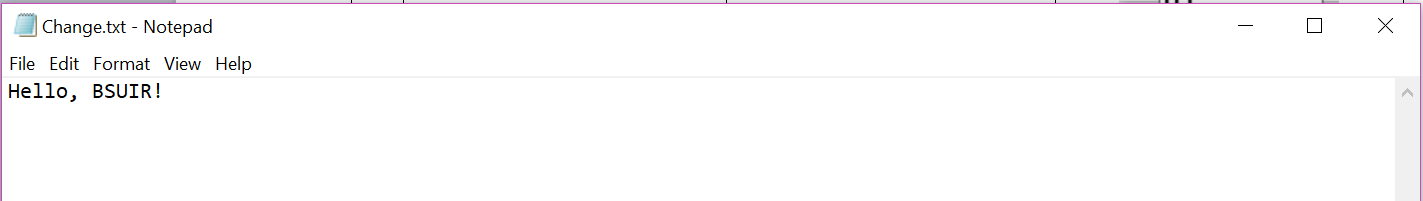 Change.txt - Notepad
File Edit Format View Help
Hello, BSUIR!